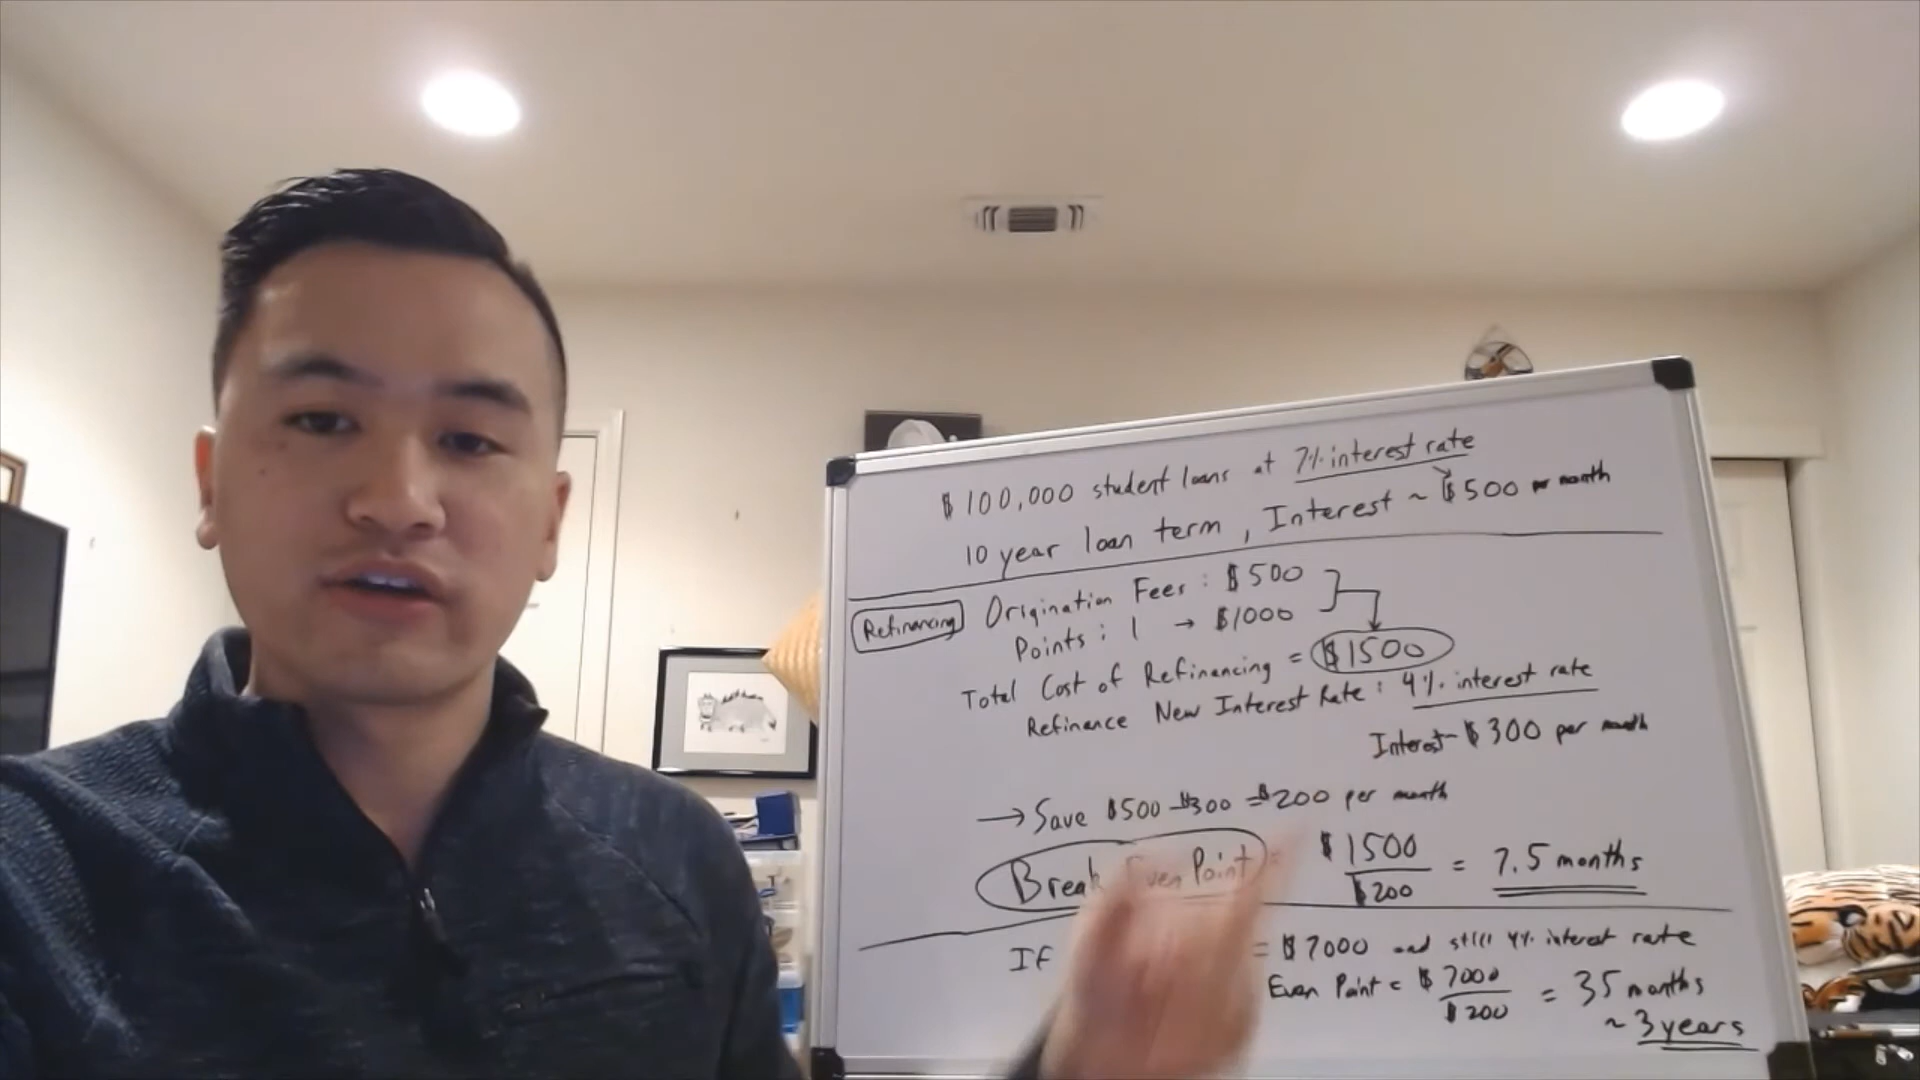 $100,000 student loans at 7% interest rate
10 year loan term, Interest ~ $500 per month
Refinancing Origination Fees: $500
Points: 1 → $1000
Total Cost of Refinancing = $1500
Refinance New Interest Rate: 4% interest rate
Interest ~ $300 per month
→ Save $500 - $300 = $200 per month
Break Even Point = $1500 / $200 = 7.5 months
If = $7000 and still 4% interest rate
Even Point = $7000 / $200 = 35 months
~ 3 years